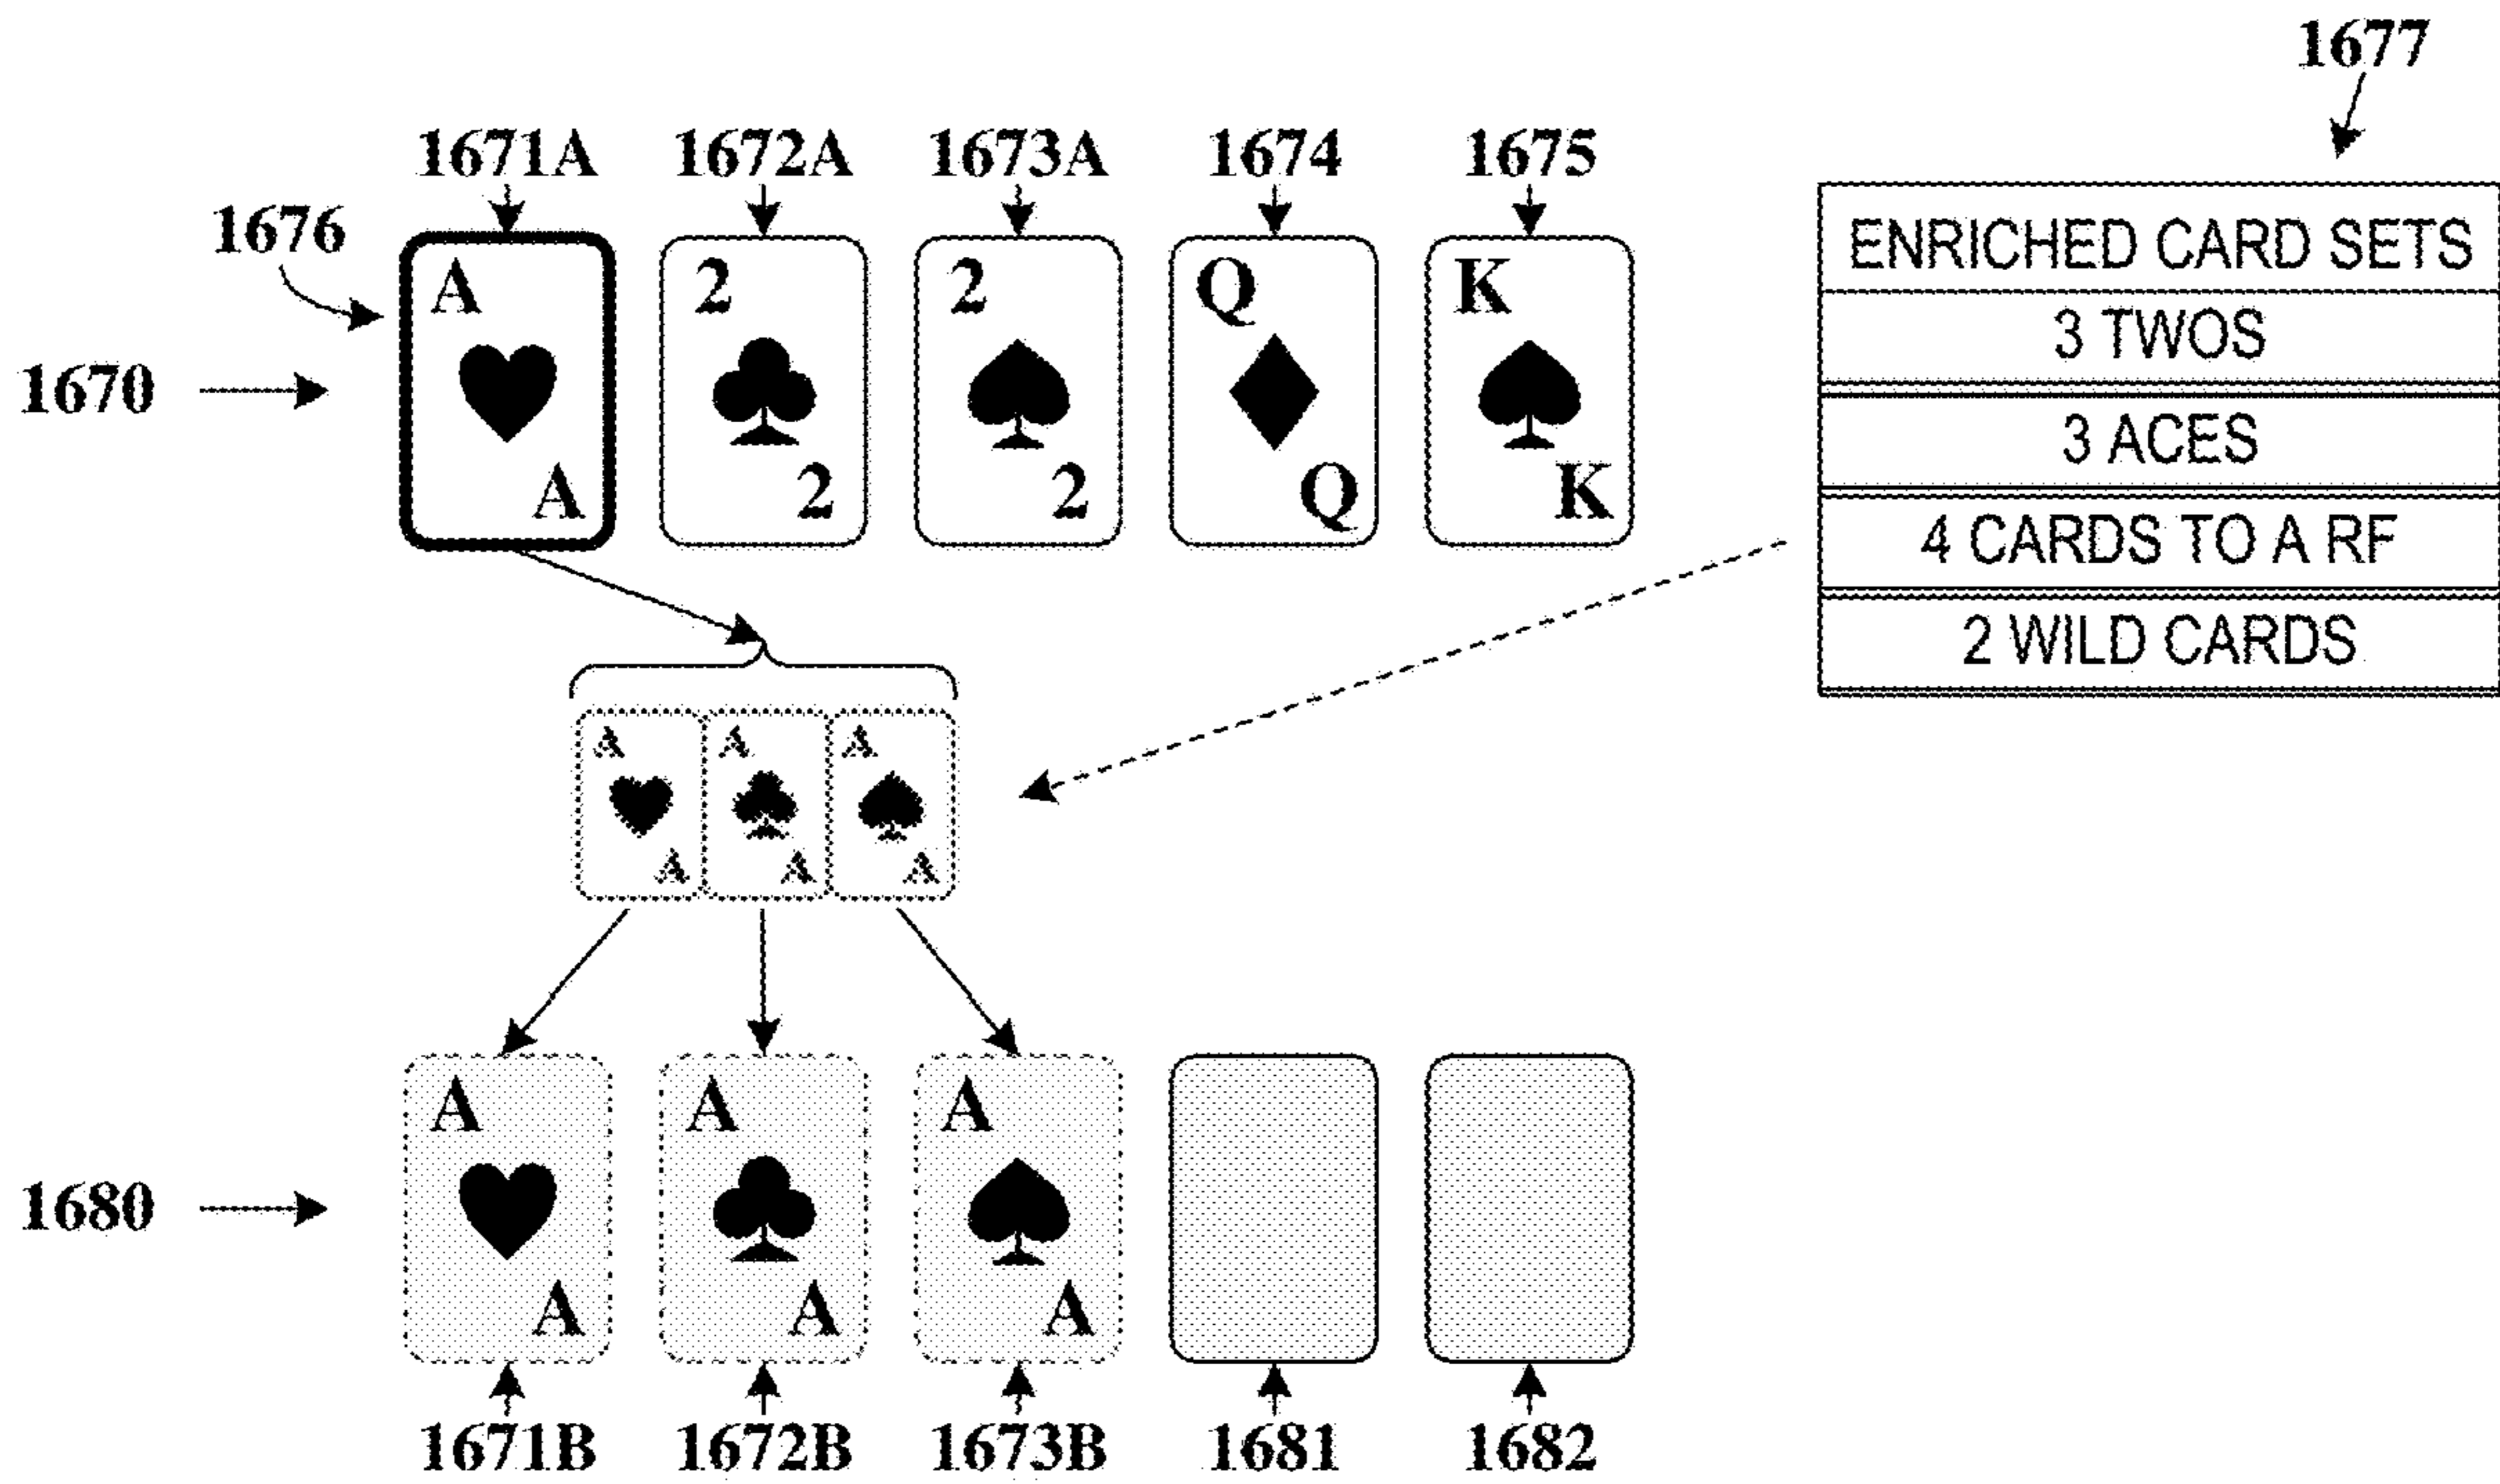 1677
1671A 1672A 1673A 1674 1675
1676
A 2 2 Q K
A 2 2 Q K
1670
ENRICHED CARD SETS
3 TWOS
3 ACES
4 CARDS TO A RF
2 WILD CARDS
A A A
A A A
A A A
A A A
1680
1671B 1672B 1673B 1681 1682